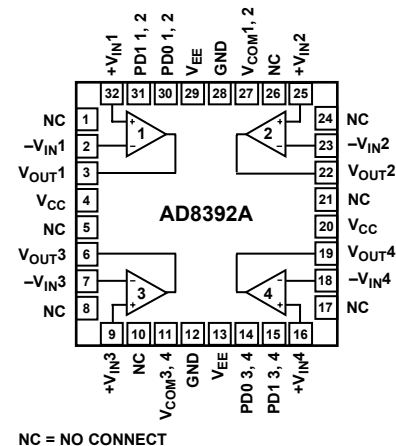 +VIN1
PD1 1, 2
PD0 1, 2
VEE
GND
VCOM1, 2
NC
+VIN2
32 31 30 29 28 27 26 25
NC 1
–VIN1 2
VOUT1 3
VCC 4
NC 5
VOUT3 6
–VIN3 7
NC 8
+ 1 –
+ 2 –
AD8392A
– 3 +
– 4 +
24 NC
23 –VIN2
22 VOUT2
21 NC
20 VCC
19 VOUT4
18 –VIN4
17 NC
9 10 11 12 13 14 15 16
+VIN3
NC
VCOM3, 4
GND
VEE
PD0 3, 4
PD1 3, 4
+VIN4
NC = NO CONNECT